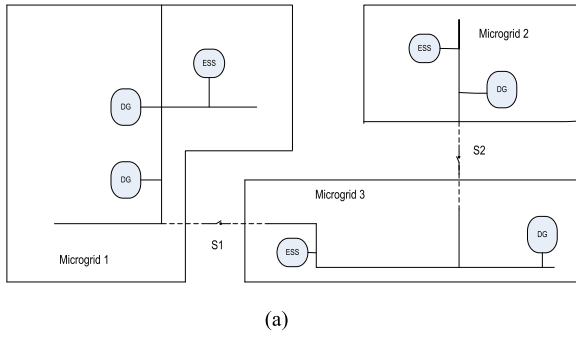 ESS
DG
DG
Microgrid 1
S1
ESS
Microgrid 2
DG
S2
Microgrid 3
ESS
DG
(a)